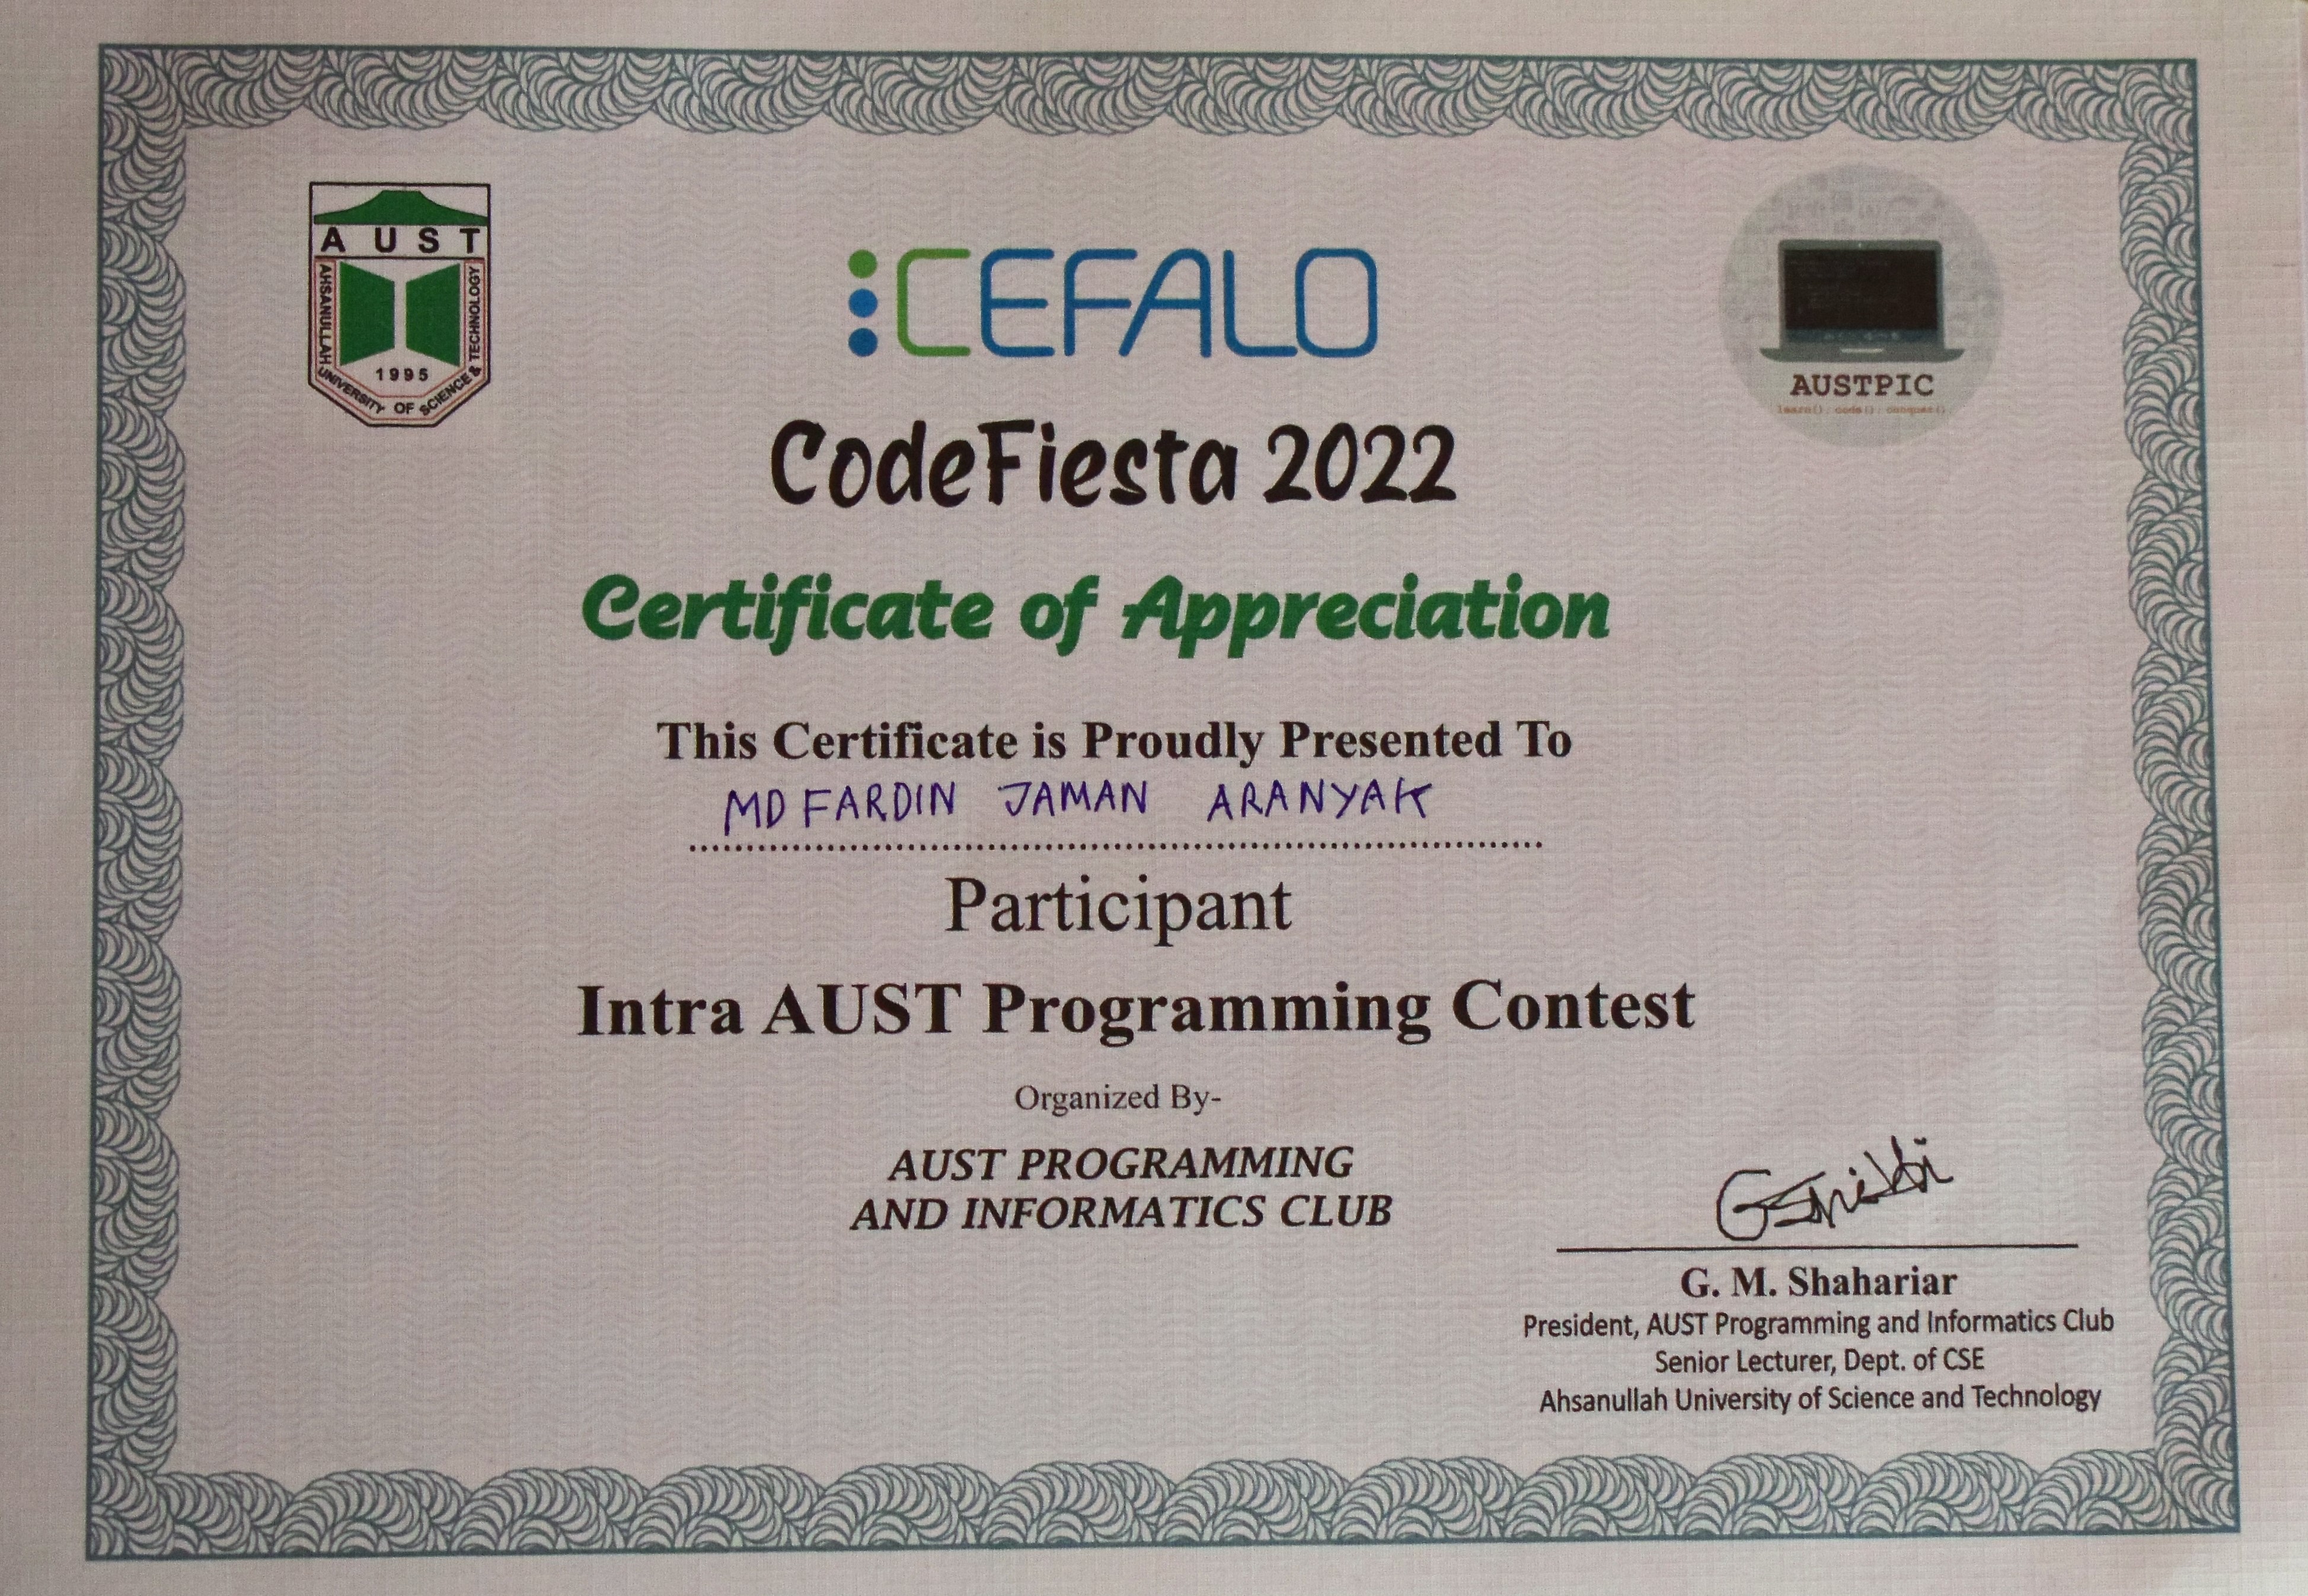 A U S T
AHSANULLAH UNIVERSITY OF SCIENCE & TECHNOLOGY
1995
CEFALO
AUSTPIC
learn(); code(); conquer();
CodeFiesta 2022
Certificate of Appreciation
This Certificate is Proudly Presented To
MD FARDIN JAMAN ARANYAK
Participant
Intra AUST Programming Contest
Organized By-
AUST PROGRAMMING
AND INFORMATICS CLUB
G. M. Shahariar
President, AUST Programming and Informatics Club
Senior Lecturer, Dept. of CSE
Ahsanullah University of Science and Technology